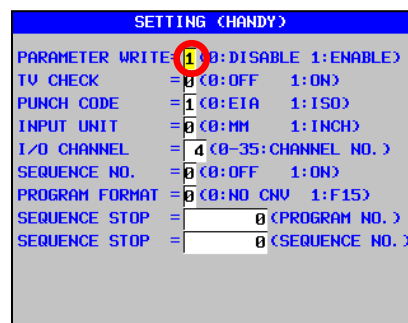 SETTING (HANDY)
PARAMETER WRITE=1 (0:DISABLE 1:ENABLE)
TV CHECK =0 (0:OFF 1:ON)
PUNCH CODE =1 (0:EIA 1:ISO)
INPUT UNIT =0 (0:MM 1:INCH)
I/O CHANNEL = 4 (0-35:CHANNEL NO.)
SEQUENCE NO. =0 (0:OFF 1:ON)
PROGRAM FORMAT =0 (0:NO CNV 1:F15)
SEQUENCE STOP = 0 (PROGRAM NO.)
SEQUENCE STOP = 0 (SEQUENCE NO.)